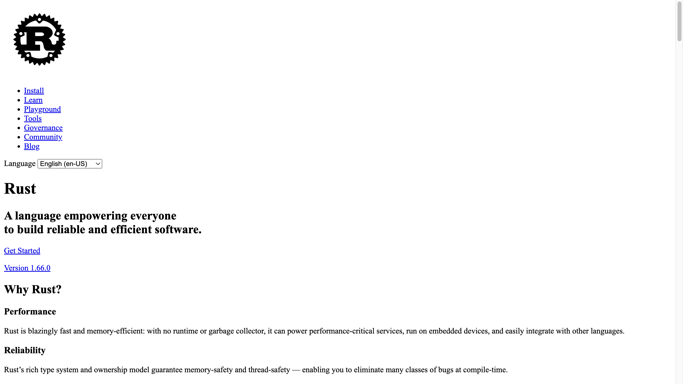 R
Install
Learn
Playground
Tools
Governance
Community
Blog
Language English (en-US)
Rust
A language empowering everyone
to build reliable and efficient software.
Get Started
Version 1.66.0
Why Rust?
Performance
Rust is blazingly fast and memory-efficient: with no runtime or garbage collector, it can power performance-critical services, run on embedded devices, and easily integrate with other languages.
Reliability
Rust’s rich type system and ownership model guarantee memory-safety and thread-safety — enabling you to eliminate many classes of bugs at compile-time.